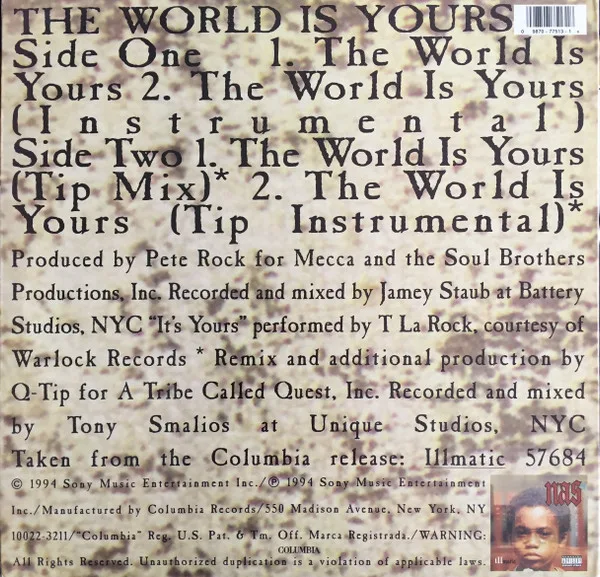 THE WORLD IS YOURS
Side One 1. The World Is
Yours 2. The World Is Yours
(Instrumental)
Side Two 1. The World Is Yours
(Tip Mix)* 2. The World Is
Yours (Tip Instrumental)*
Produced by Pete Rock for Mecca and the Soul Brothers
Productions, Inc. Recorded and mixed by Jamey Staub at Battery
Studios, NYC "It's Yours" performed by T La Rock, courtesy of
Warlock Records * Remix and additional production by
Q-Tip for A Tribe Called Quest, Inc. Recorded and mixed
by Tony Smalios at Unique Studios, NYC
Taken from the Columbia release: Illmatic 57684
© 1994 Sony Music Entertainment Inc./℗ 1994 Sony Music Entertainment
Inc./Manufactured by Columbia Records/550 Madison Avenue, New York, NY
10022-3211/"Columbia" Reg. U.S. Pat. & Tm. Off. Marca Registrada./WARNING:
COLUMBIA
All Rights Reserved. Unauthorized duplication is a violation of applicable laws.
nas
illmatic